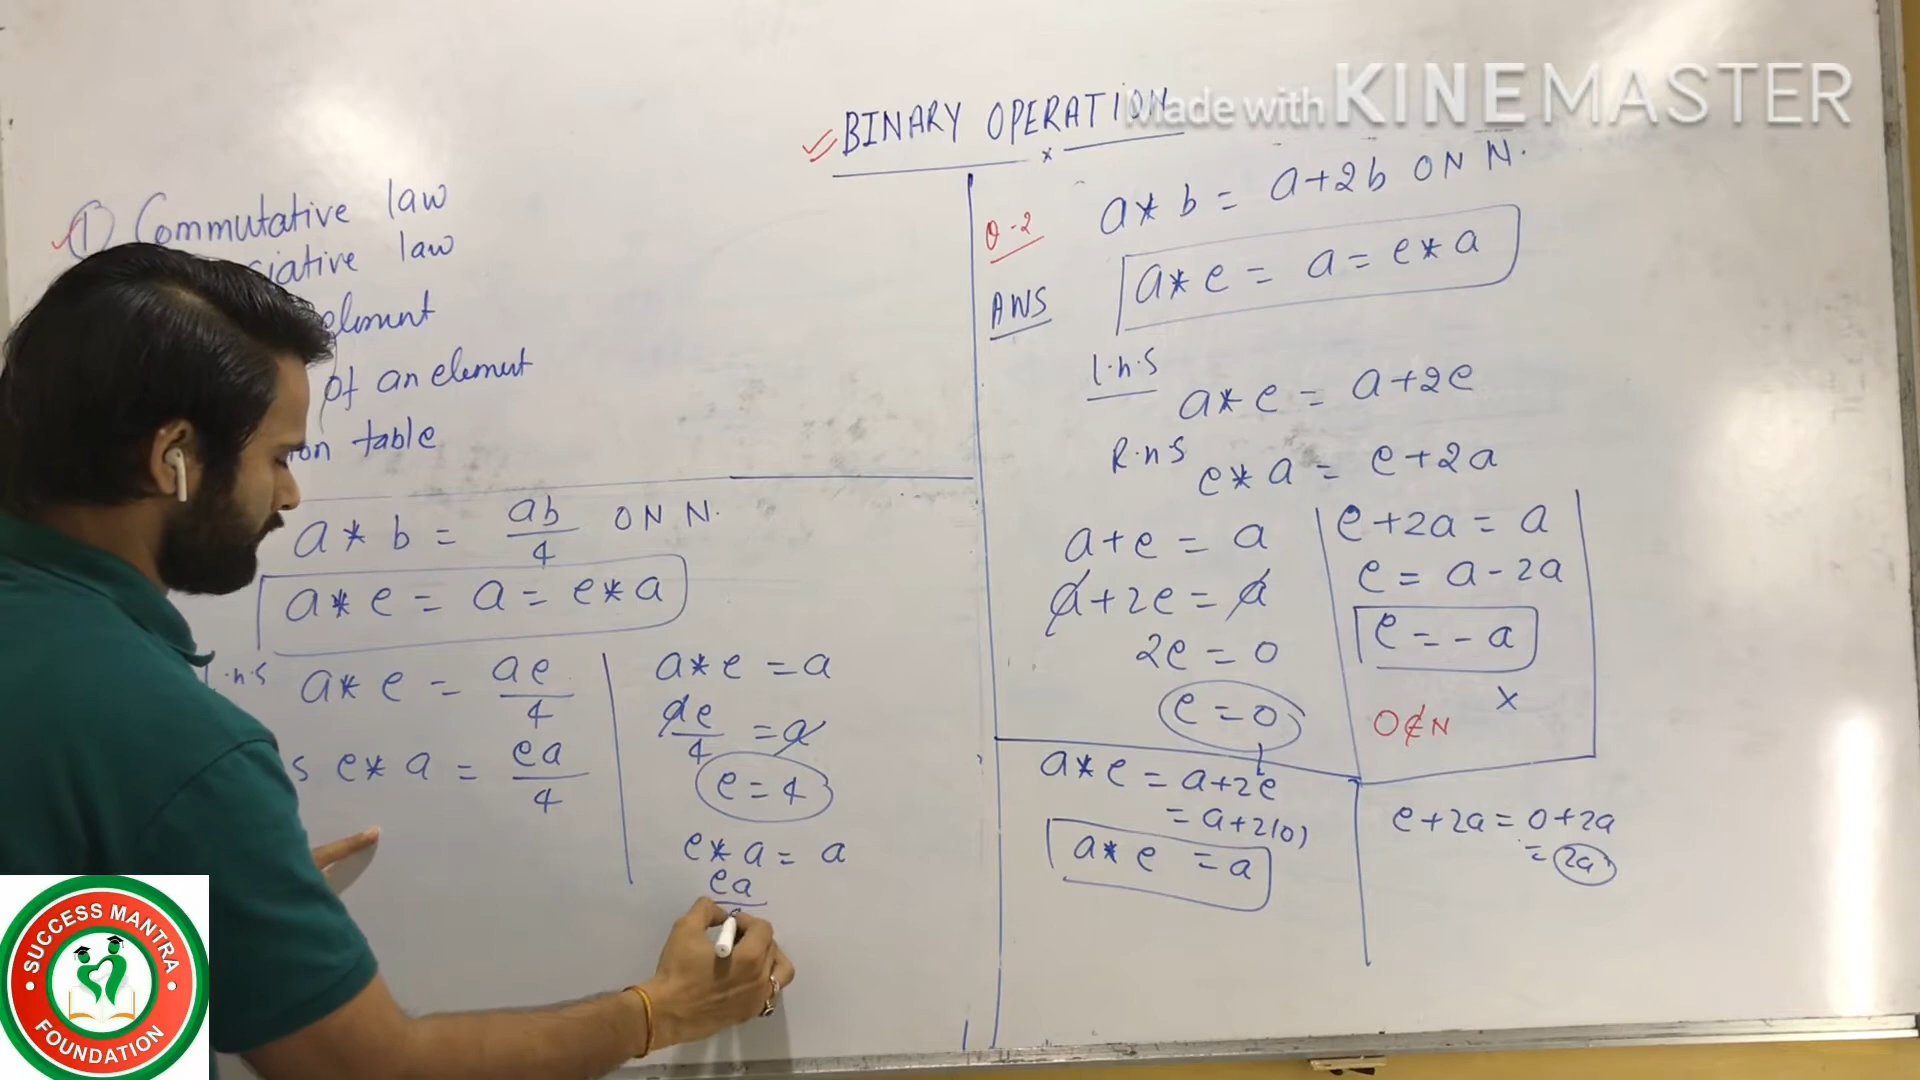 Made with KINEMASTER
BINARY OPERATION
x
① Commutative law
ciative law
element
of an element
on table
a * b = ab/4 ON N.
a * e = a = e * a
L.h.S a * e = ae/4
s e * a = ea/4
a * e = a
ae/4 = a
e = 4
e * a = a
ea
Q-2 a * b = a+2b ON N.
ANS a * e = a = e * a
L.h.S
a * e = a+2e
R.h.S e * a = e+2a
a+e = a
a+2e = a
2e = 0
e = 0
e+2a = a
e = a-2a
e = -a
x
0∉N
a * e = a+2e
= a+2(0)
a * e = a
e+2a = 0+2a
= 2a
SUCCESS MANTRA
FOUNDATION